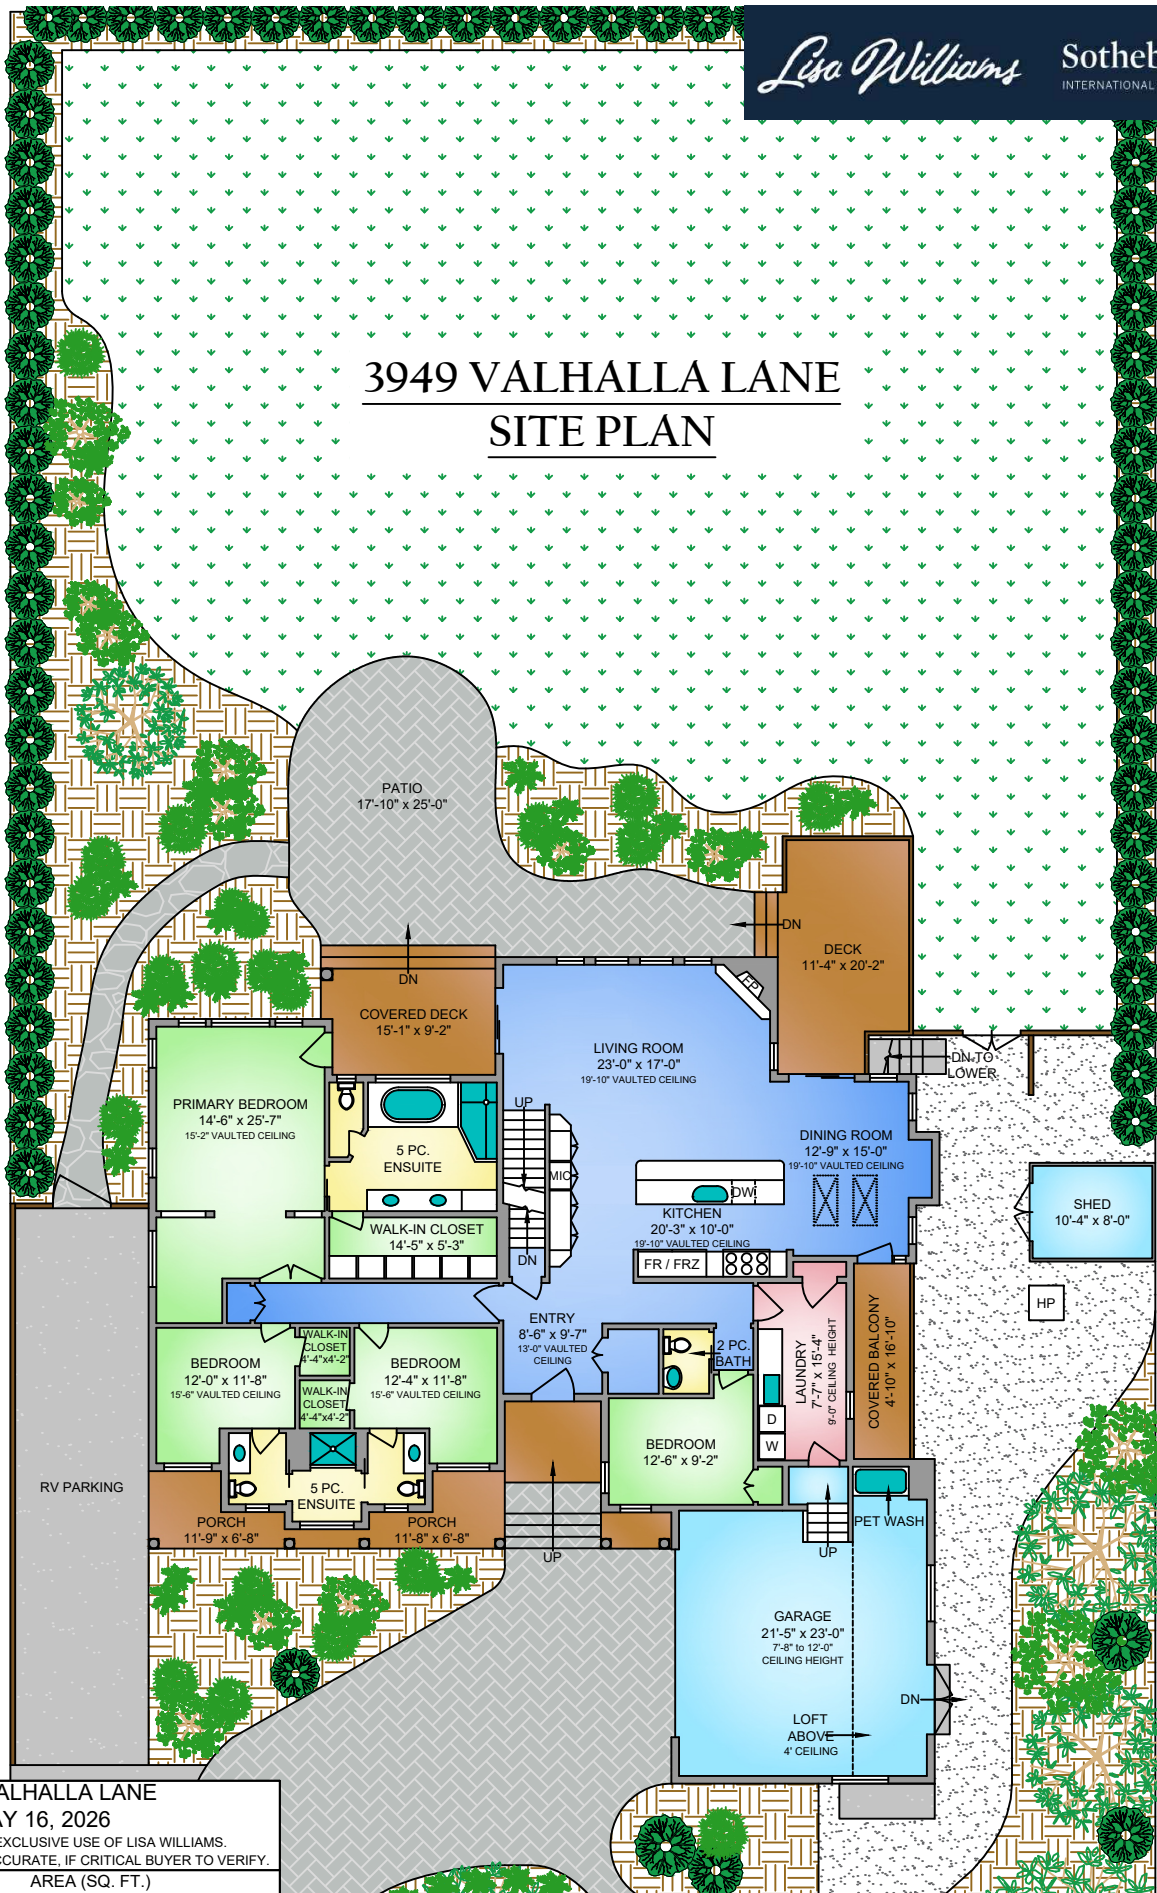 Lisa Williams
Sotheb
INTERNATIONAL
3949 VALHALLA LANE
SITE PLAN
PATIO
17'-10" x 25'-0"
DN
DECK
11'-4" x 20'-2"
DN
COVERED DECK
15'-1" x 9'-2"
FP
LIVING ROOM
23'-0" x 17'-0"
19'-10" VAULTED CEILING
DN TO
LOWER
PRIMARY BEDROOM
14'-6" x 25'-7"
15'-2" VAULTED CEILING
UP
5 PC.
ENSUITE
DINING ROOM
12'-9" x 15'-0"
19'-10" VAULTED CEILING
MIC
DW
SHED
10'-4" x 8'-0"
KITCHEN
20'-3" x 10'-0"
19'-10" VAULTED CEILING
WALK-IN CLOSET
14'-5" x 5'-3"
DN
FR / FRZ
HP
ENTRY
8'-6" x 9'-7"
13'-0" VAULTED
CEILING
2 PC.
BATH
LAUNDRY
7'-7" x 15'-4"
9'-0" CEILING HEIGHT
COVERED BALCONY
4'-10" x 16'-10"
BEDROOM
12'-0" x 11'-8"
15'-6" VAULTED CEILING
WALK-IN
CLOSET
4'-4"x4'-2"
WALK-IN
CLOSET
4'-4"x4'-2"
BEDROOM
12'-4" x 11'-8"
15'-6" VAULTED CEILING
D
W
BEDROOM
12'-6" x 9'-2"
RV PARKING
5 PC.
ENSUITE
PORCH
11'-9" x 6'-8"
PORCH
11'-8" x 6'-8"
UP
PET WASH
UP
GARAGE
21'-5" x 23'-0"
7'-8" to 12'-0"
CEILING HEIGHT
DN
LOFT
ABOVE
4' CEILING
ALHALLA LANE
AY 16, 2026
EXCLUSIVE USE OF LISA WILLIAMS.
CCURATE, IF CRITICAL BUYER TO VERIFY.
AREA (SQ. FT.)